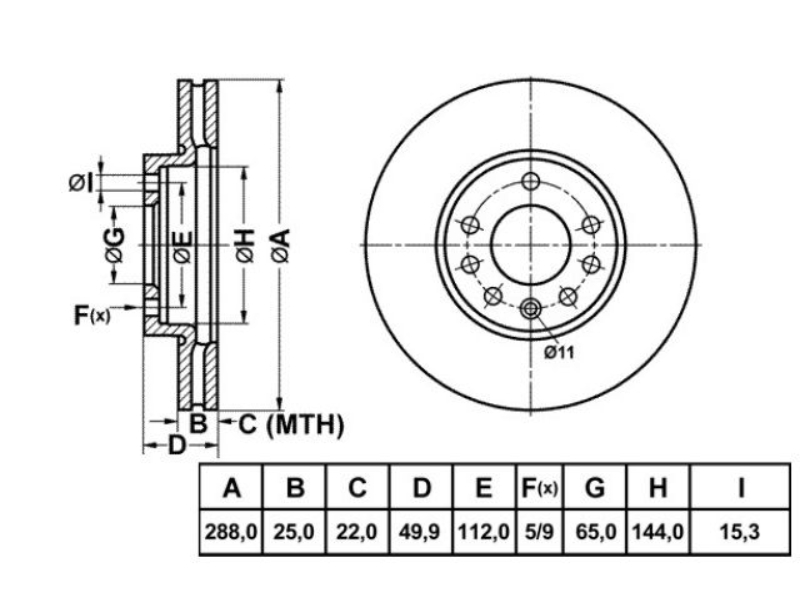 ØI
ØG
ØE
ØH
ØA
F(x)
Ø11
B
C (MTH)
D
A B C D E F(x) G H I
288,0 25,0 22,0 49,9 112,0 5/9 65,0 144,0 15,3